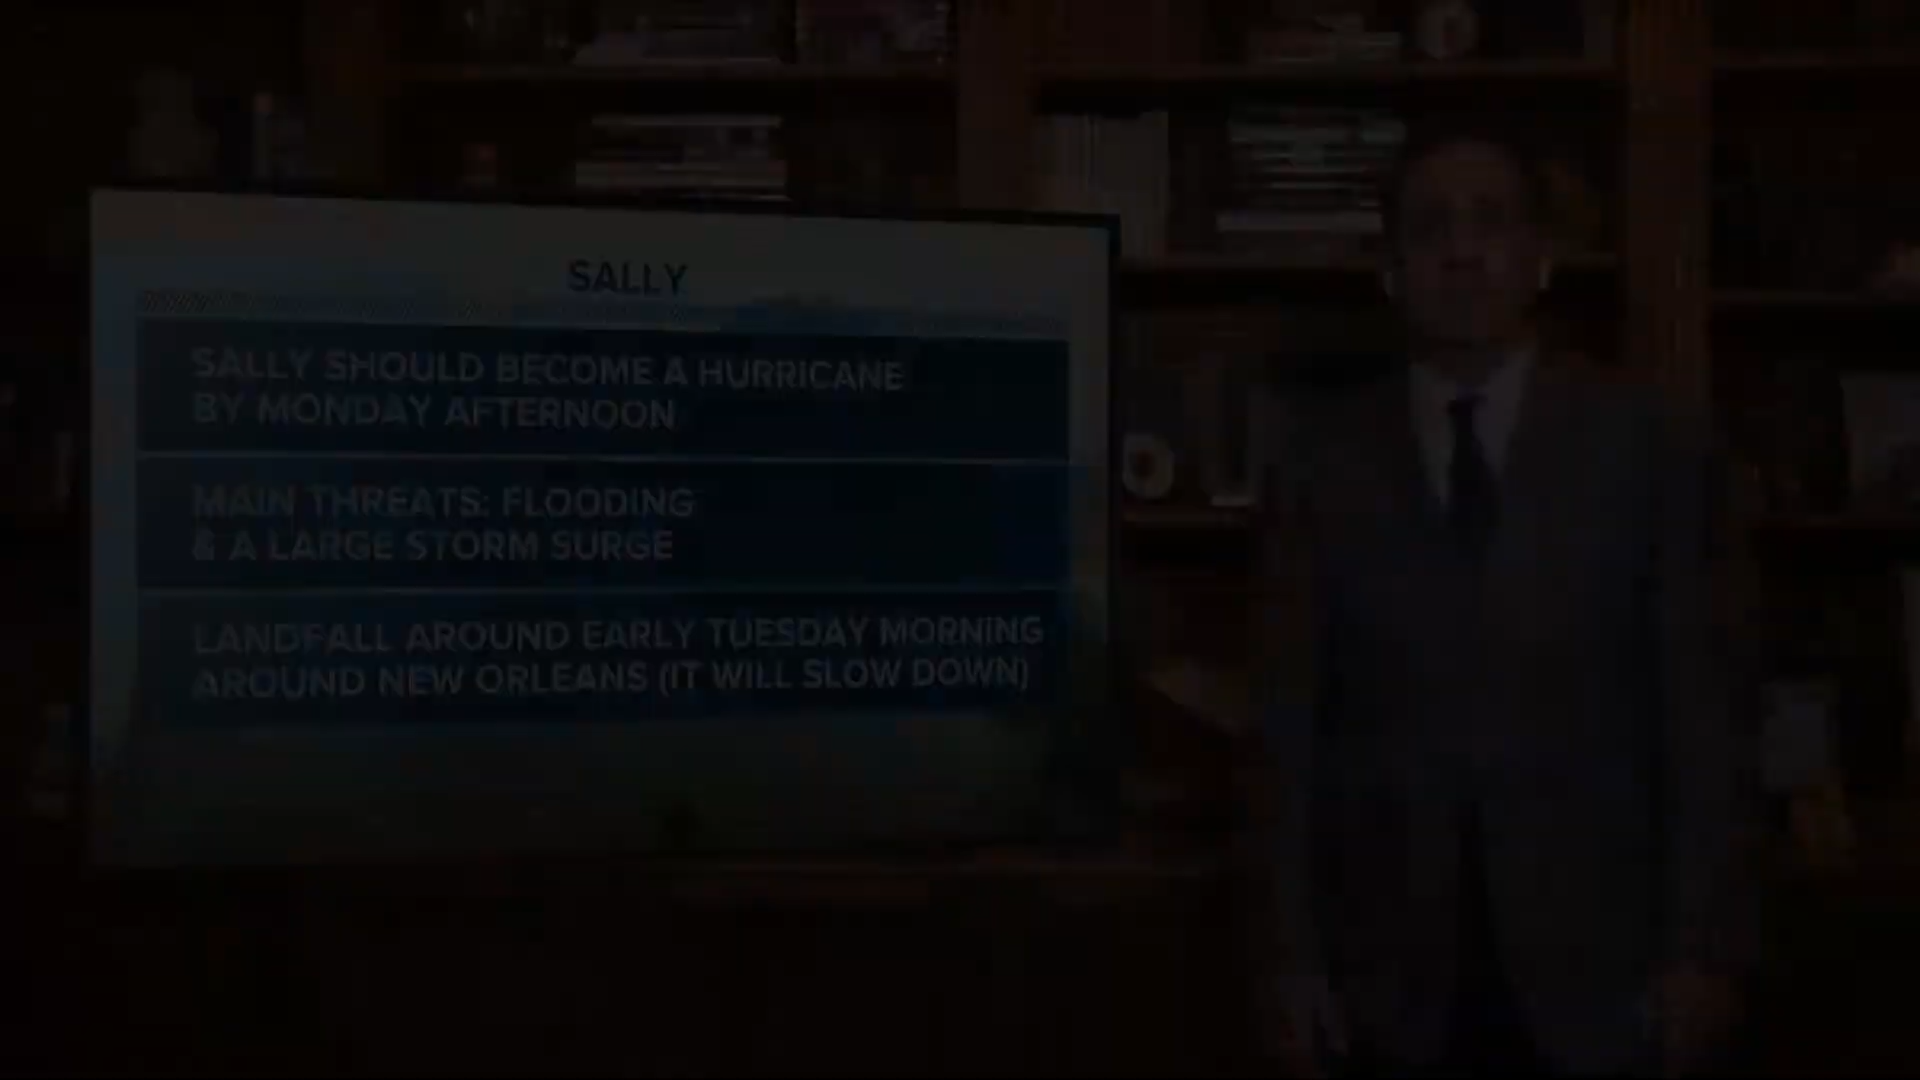 SALLY
SALLY SHOULD BECOME A HURRICANE
BY MONDAY AFTERNOON
MAIN THREATS: FLOODING
& A LARGE STORM SURGE
LANDFALL AROUND EARLY TUESDAY MORNING
AROUND NEW ORLEANS (IT WILL SLOW DOWN)